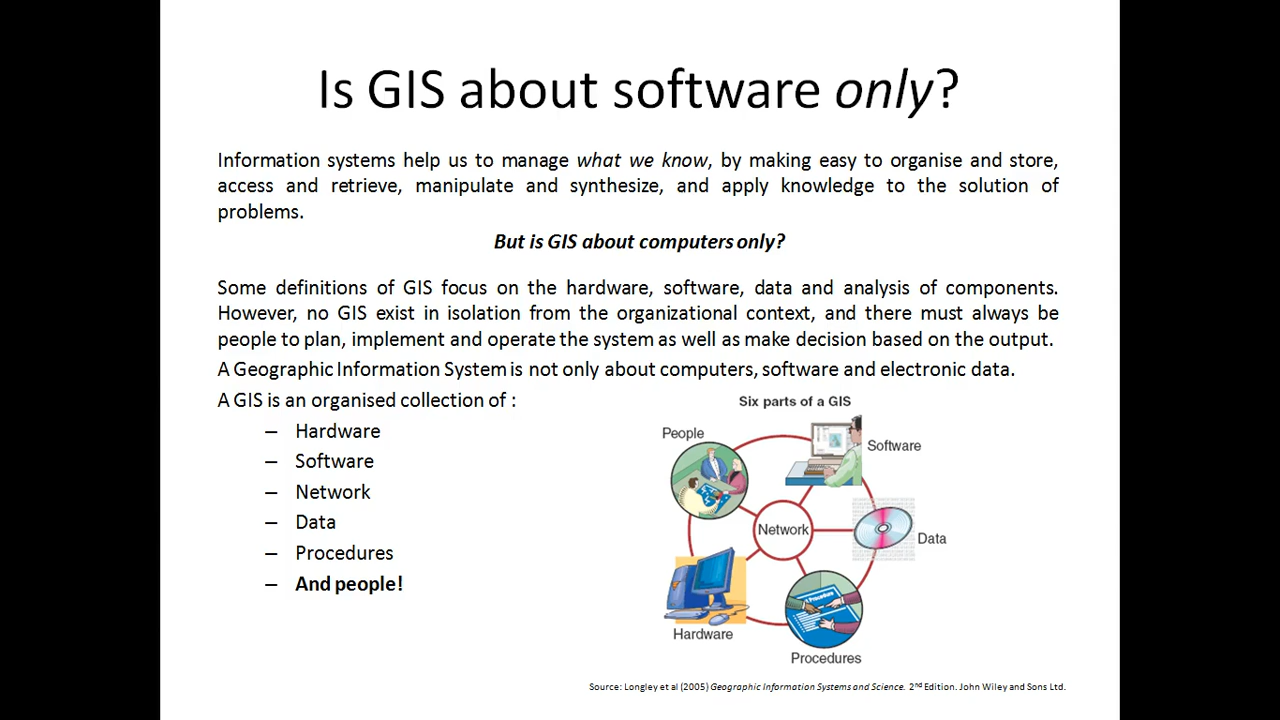 Is GIS about software only?
Information systems help us to manage what we know, by making easy to organise and store,
access and retrieve, manipulate and synthesize, and apply knowledge to the solution of
problems.
But is GIS about computers only?
Some definitions of GIS focus on the hardware, software, data and analysis of components.
However, no GIS exist in isolation from the organizational context, and there must always be
people to plan, implement and operate the system as well as make decision based on the output.
A Geographic Information System is not only about computers, software and electronic data.
A GIS is an organised collection of :
– Hardware
– Software
– Network
– Data
– Procedures
– And people!
Six parts of a GIS
People
Software
Network
Data
Hardware
Procedure
Procedures
Source: Longley et al (2005) Geographic Information Systems and Science. 2nd Edition. John Wiley and Sons Ltd.